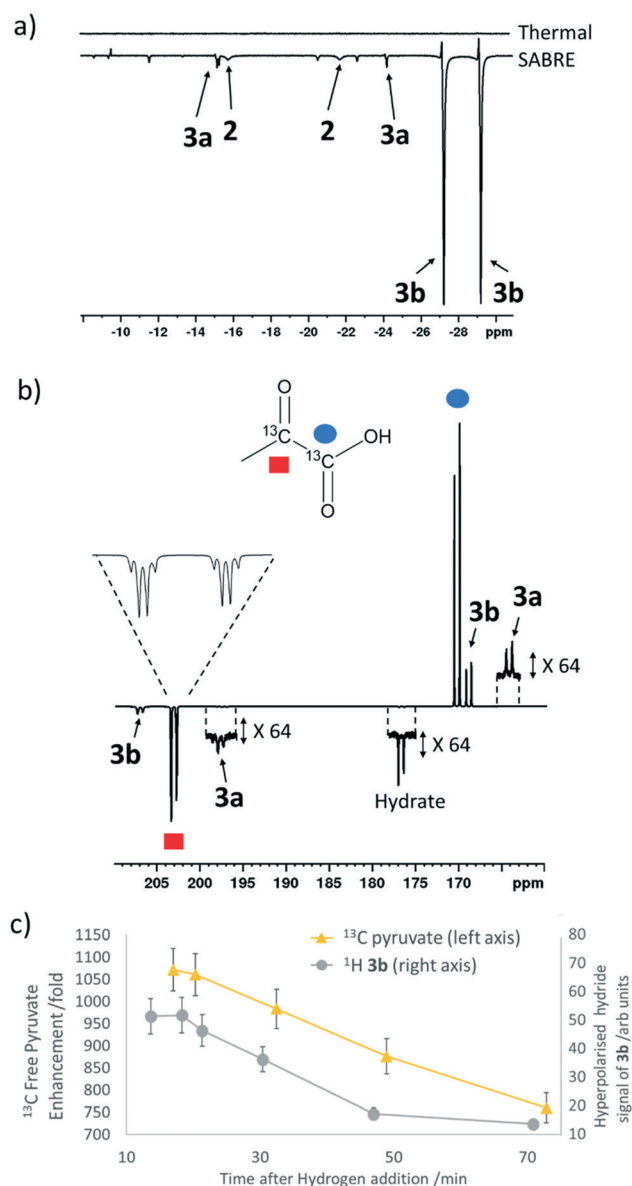 a)
Thermal
SABRE
3a 2 2 3a
3b 3b
-10 -12 -14 -16 -18 -20 -22 -24 -26 -28 ppm
b)
O
13C
13C OH
O
3b 3a
X 64
X 64 X 64
3b 3a Hydrate
205 200 195 190 185 180 175 170 ppm
c)
13C pyruvate (left axis)
1H 3b (right axis)
13C Free Pyruvate
Enhancement /fold
1150
1100
1050
1000
950
900
850
800
750
700
80
70
60
50
40
30
20
10
Hyperpolarised hydride
signal of 3b /arb units
10 30 50 70
Time after Hydrogen addition /min